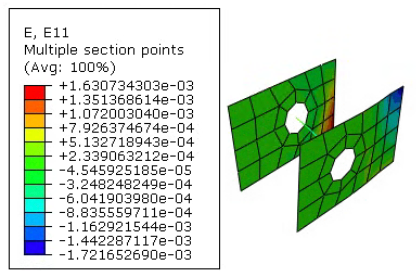 E, E11
Multiple section points
(Avg: 100%)
+1.630734303e-03
+1.351368614e-03
+1.072003040e-03
+7.926374674e-04
+5.132718943e-04
+2.339063212e-04
-4.545925185e-05
-3.248248249e-04
-6.041903980e-04
-8.835559711e-04
-1.162921544e-03
-1.442287117e-03
-1.721652690e-03